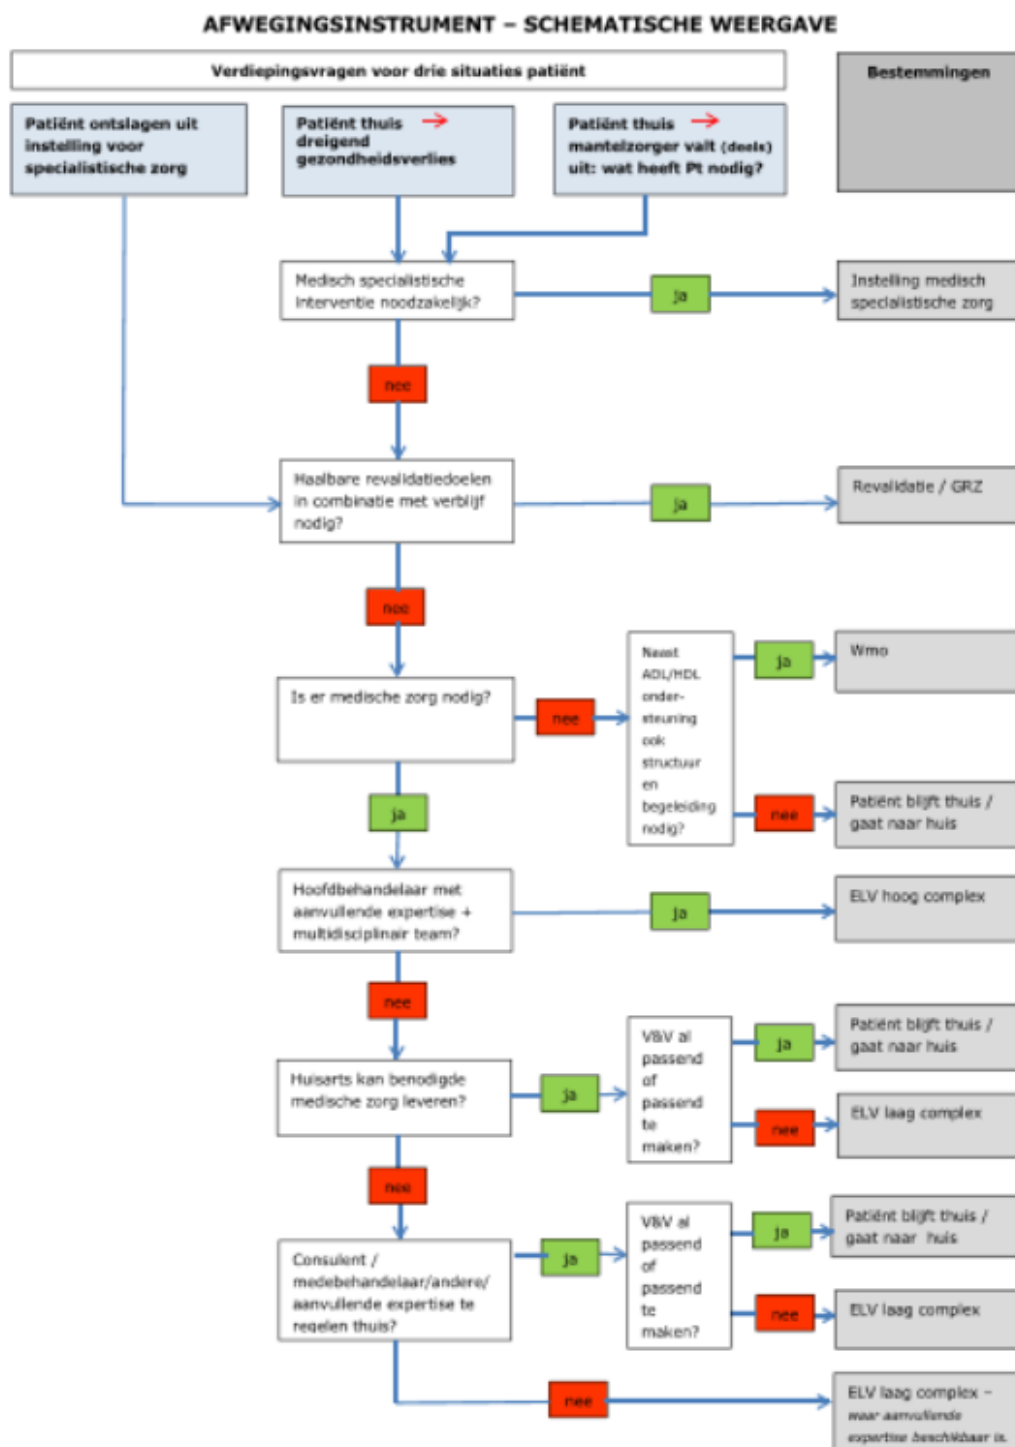 AFWEGINGSINSTRUMENT – SCHEMATISCHE WEERGAVE
Verdiepingsvragen voor drie situaties patiënt
Bestemmingen
Patiënt ontslagen uit
instelling voor
specialistische zorg
Patiënt thuis →
dreigend
gezondheidsverlies
Patiënt thuis →
mantelzorger valt (deels)
uit: wat heeft Pt nodig?
Medisch specialistische
interventie noodzakelijk?
ja
Instelling medisch
specialistische zorg
nee
Haalbare revalidatiedoelen
in combinatie met verblijf
nodig?
ja
Revalidatie / GRZ
nee
Is er medische zorg nodig?
nee
Naast
ADL/HDL
onder-
steuning
ook
structuur
en
begeleiding
nodig?
ja
Wmo
nee
Patiënt blijft thuis /
gaat naar huis
ja
Hoofdbehandelaar met
aanvullende expertise +
multidisciplinair team?
ja
ELV hoog complex
nee
Huisarts kan benodigde
medische zorg leveren?
ja
V&V al
passend
of
passend
te
maken?
ja
Patiënt blijft thuis /
gaat naar huis
nee
ELV laag complex
nee
Consulent /
medebehandelaar/andere/
aanvullende expertise te
regelen thuis?
ja
V&V al
passend
of
passend
te
maken?
ja
Patiënt blijft thuis /
gaat naar huis
nee
ELV laag complex
nee
ELV laag complex –
waar aanvullende
expertise beschikbaar is.